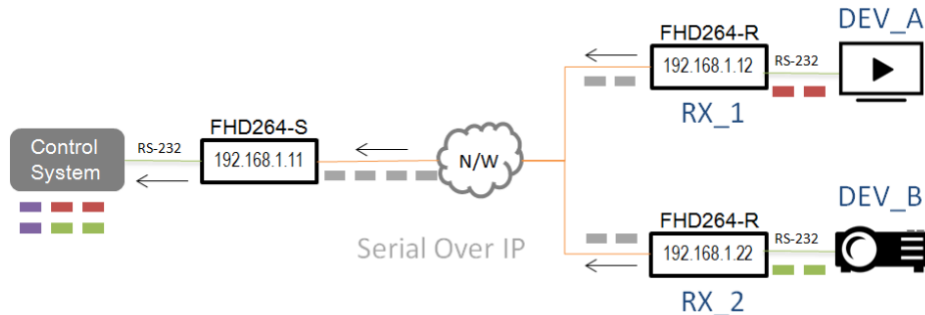 DEV_A
FHD264-R
192.168.1.12
RS-232
RX_1
FHD264-S
Control
System
RS-232
192.168.1.11
N/W
Serial Over IP
DEV_B
FHD264-R
192.168.1.22
RS-232
RX_2